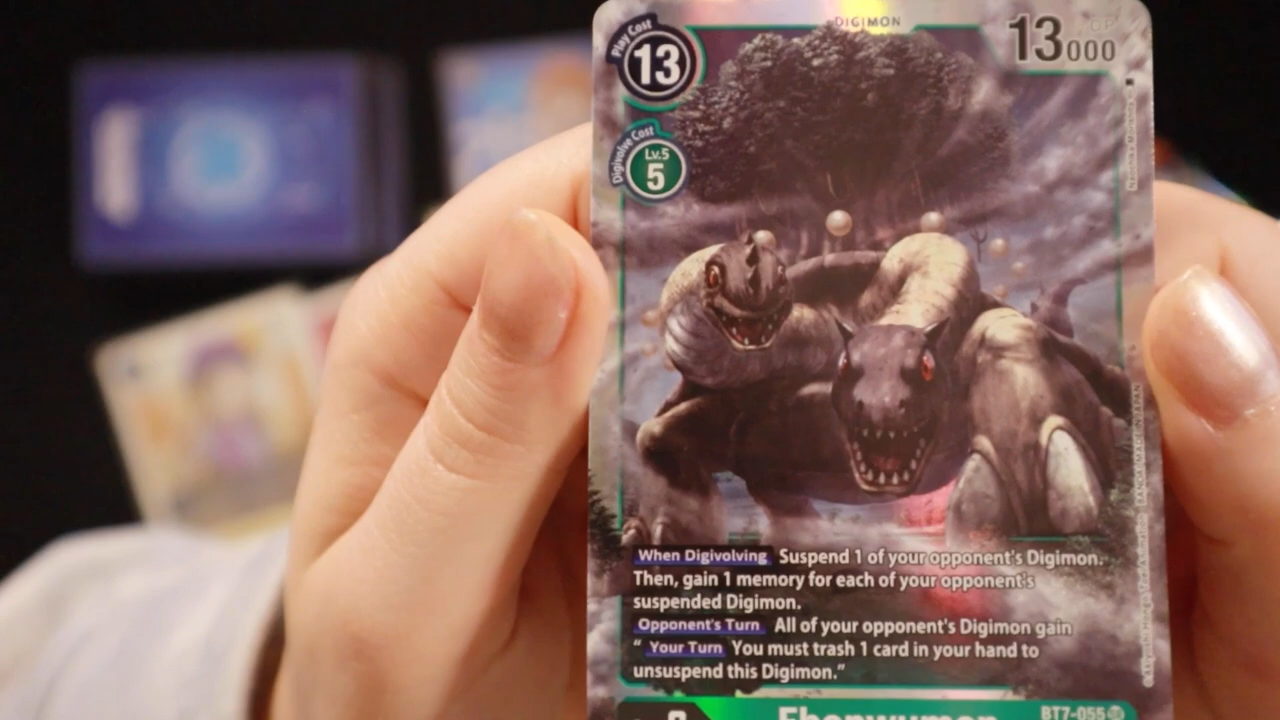 DIGIMON
Play Cost
13
DP
13000
Digivolve Cost
Lv.5
5
When Digivolving Suspend 1 of your opponent's Digimon.
Then, gain 1 memory for each of your opponent's
suspended Digimon.
Opponent's Turn All of your opponent's Digimon gain
" Your Turn You must trash 1 card in your hand to
unsuspend this Digimon."
Ebonwumon
BT7-055 SR